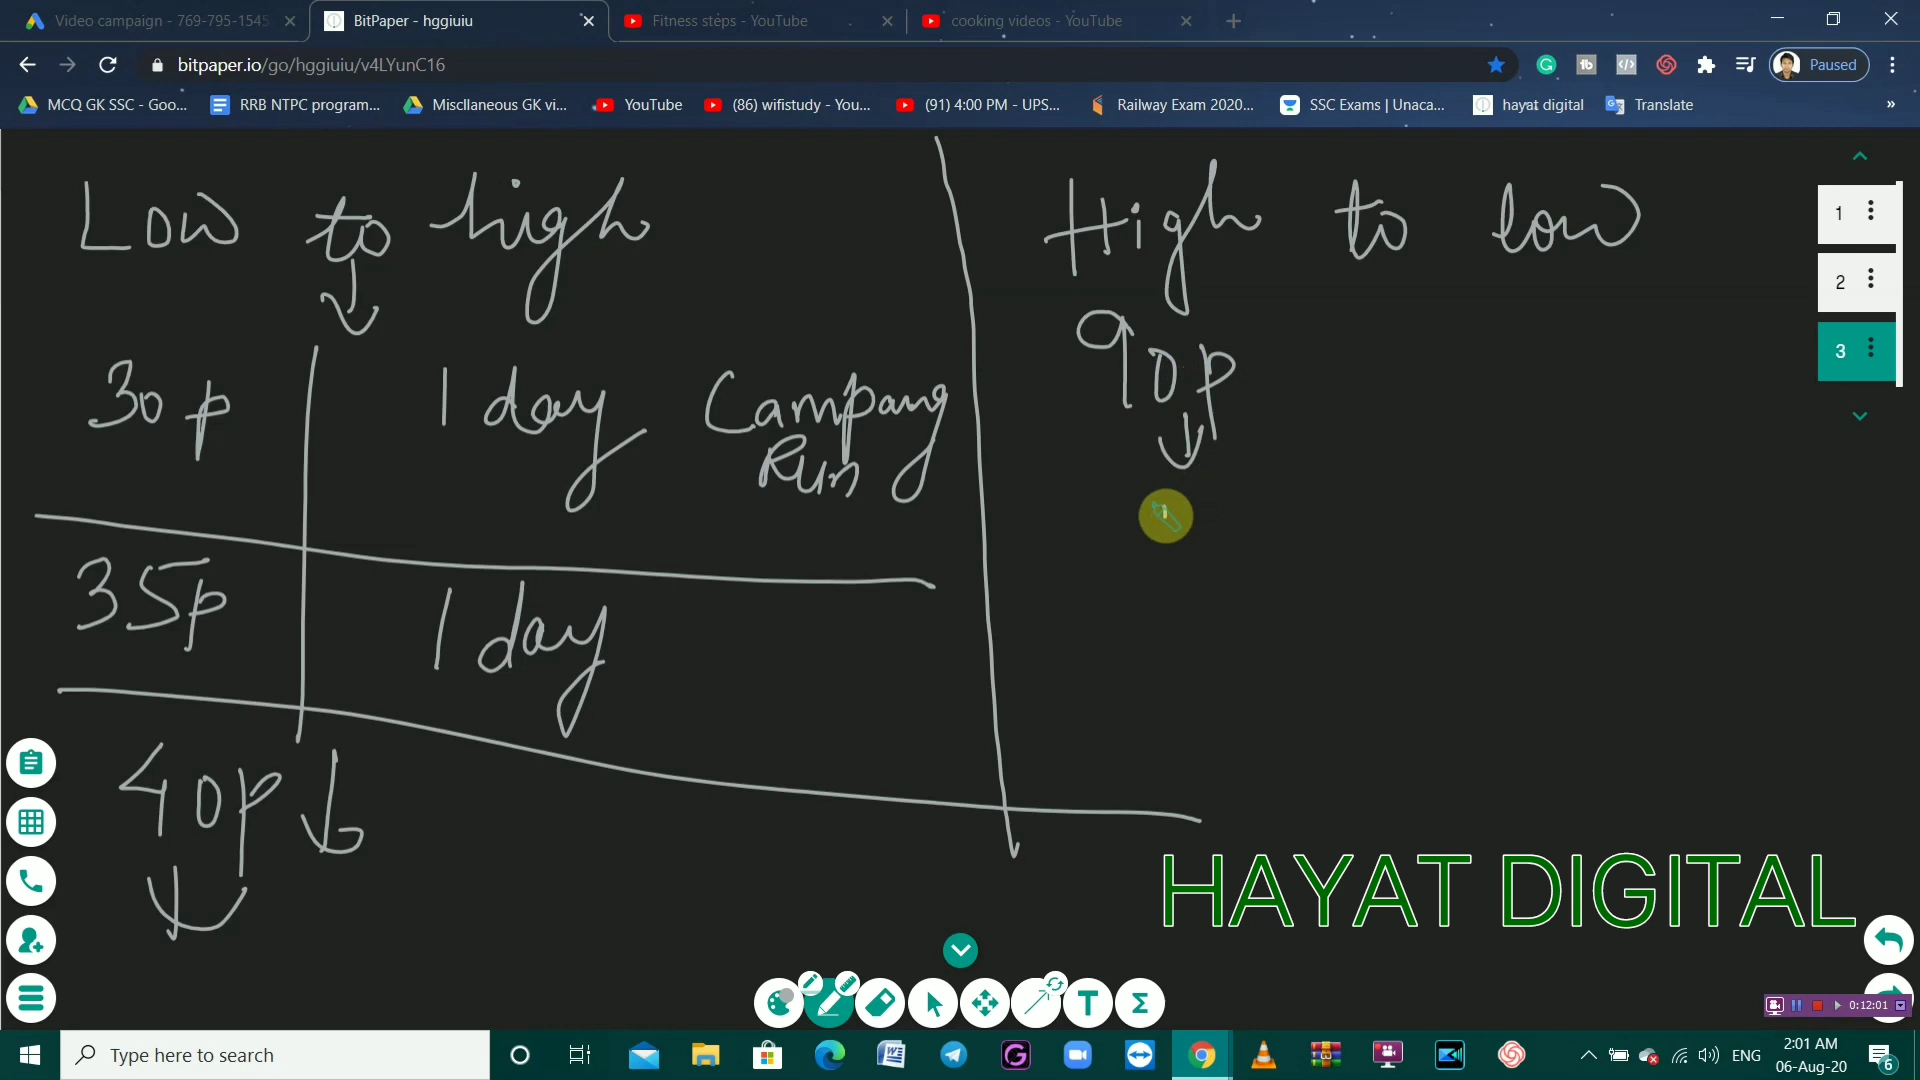 Video campaign - 769-795-1545
BitPaper - hggiuiu
Fitness steps - YouTube
cooking videos - YouTube
bitpaper.io/go/hggiuiu/v4LYunC16
Paused
MCQ GK SSC - Goo...
RRB NTPC program...
Miscllaneous GK vi...
YouTube
(86) wifistudy - You...
(91) 4:00 PM - UPS...
Railway Exam 2020...
SSC Exams | Unaca...
hayat digital
Translate
»
Low to high
High to low
1
2
3
30 p
1 day Campang
Run
90p
35p
1 day
40p
HAYAT DIGITAL
T
Σ
0:12:01
Type here to search
ENG
2:01 AM
06-Aug-20
6